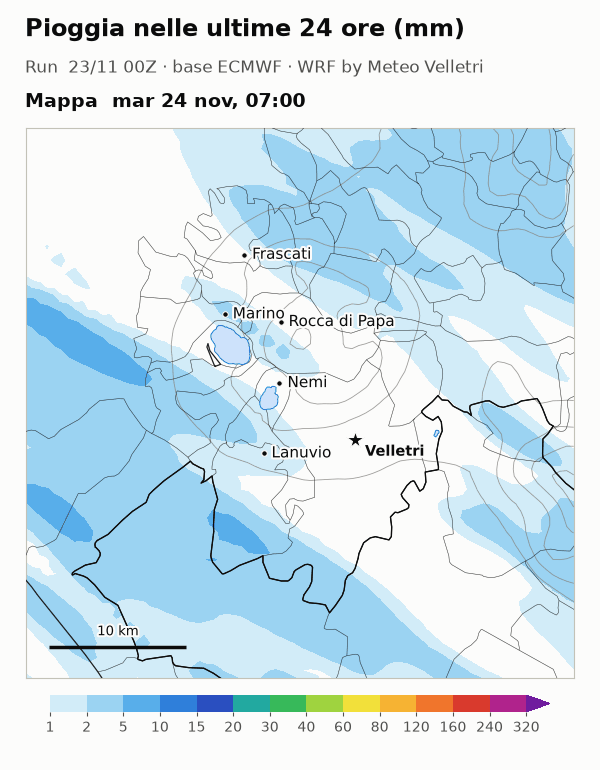 Pioggia nelle ultime 24 ore (mm)
Run 23/11 00Z · base ECMWF · WRF by Meteo Velletri
Mappa mar 24 nov, 07:00
Frascati
Marino
Rocca di Papa
Nemi
Velletri
Lanuvio
10 km
1 2 5 10 15 20 30 40 60 80 120 160 240 320